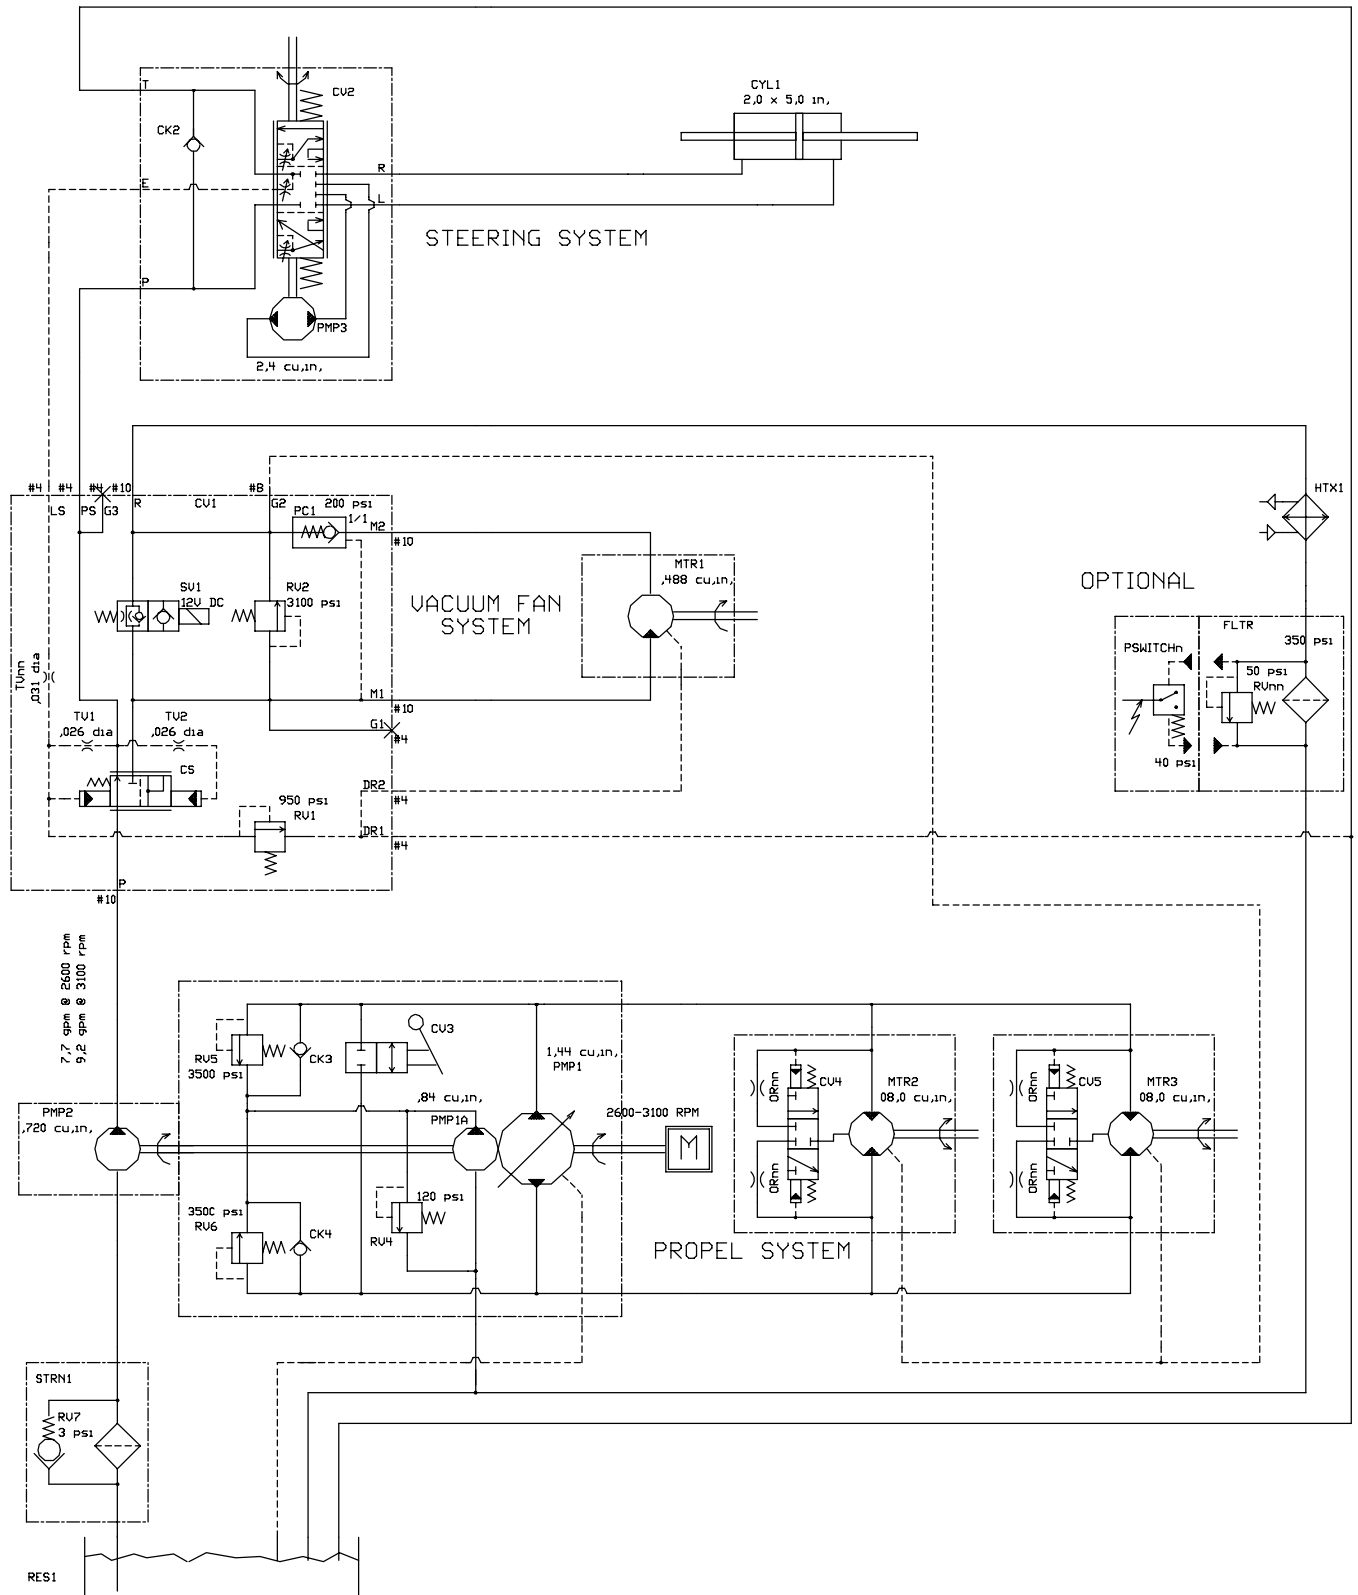 CV2
CYL1
2,0 x 5,0 in,
T
CK2
R
E
L
STEERING SYSTEM
P
PMP3
2,4 cu,in,
#4 #4 #4 #10
#8
LS PS G3 R CV1 G2
200 psi
PC1 1/1
M2
#10
HTX1
MTR1
,488 cu,in,
OPTIONAL
SV1
12V DC
RV2
3100 psi
VACUUM FAN
SYSTEM
PSWITCHn
FLTR
350 psi
50 psi
RVnn
TVnn
,031 dia
M1
#10
TV1
,026 dia
TV2
,026 dia
G1
#4
40 psi
CS
950 psi
RV1
DR2
#4
DR1
#4
P
#10
7,7 gpm @ 2600 rpm
9,2 gpm @ 3100 rpm
RV5
3500 psi
CK3
CV3
1,44 cu,in,
PMP1
,84 cu,in,
PMP1A
2600-3100 RPM
M
PMP2
,720 cu,in,
ORnn
CV4
MTR2
08,0 cu,in,
ORnn
CV5
MTR3
08,0 cu,in,
ORnn
ORnn
3500 psi
RV6
CK4
120 psi
RV4
PROPEL SYSTEM
STRN1
RV7
3 psi
RES1